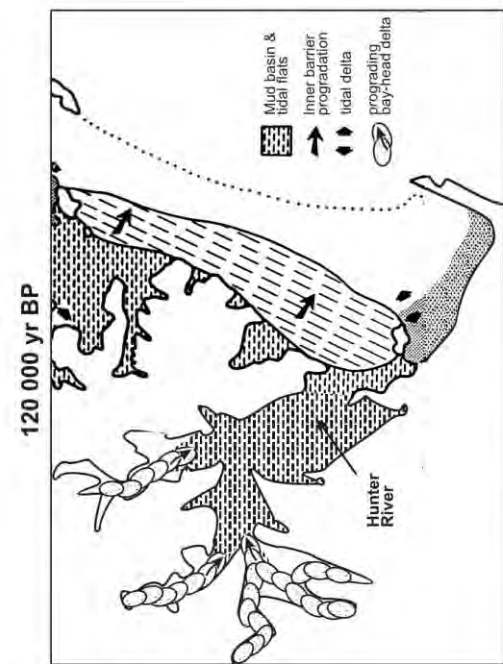 120 000 yr BP
Mud basin &
tidal flats
Inner barrier
progradation
tidal delta
prograding
bay-head delta
Hunter
River